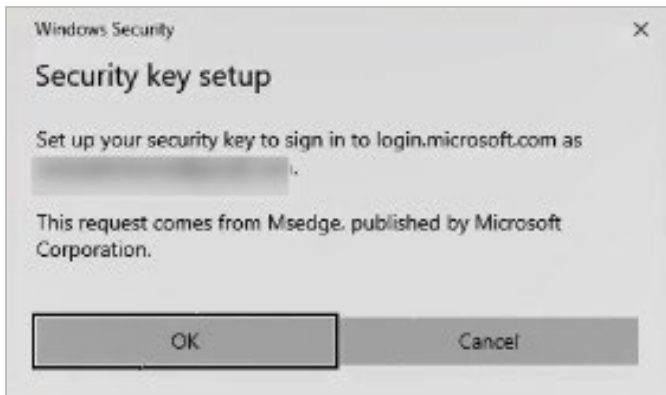 Windows Security
Security key setup
Set up your security key to sign in to login.microsoft.com as
This request comes from Msedge, published by Microsoft
Corporation.
OK
Cancel